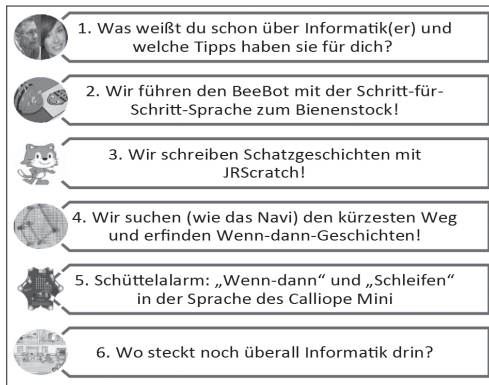 1. Was weißt du schon über Informatik(er) und
welche Tipps haben sie für dich?
2. Wir führen den BeeBot mit der Schritt-für-
Schritt-Sprache zum Bienenstock!
3. Wir schreiben Schatzgeschichten mit
JRScratch!
4. Wir suchen (wie das Navi) den kürzesten Weg
und erfinden Wenn-dann-Geschichten!
5. Schüttelalarm: „Wenn-dann“ und „Schleifen“
in der Sprache des Calliope Mini
6. Wo steckt noch überall Informatik drin?